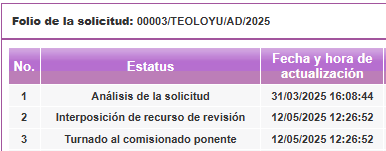 Folio de la solicitud: 00003/TEOLOYU/AD/2025
No. Estatus Fecha y hora de actualización
1 Análisis de la solicitud 31/03/2025 16:08:44
2 Interposición de recurso de revisión 12/05/2025 12:26:52
3 Turnado al comisionado ponente 12/05/2025 12:26:52